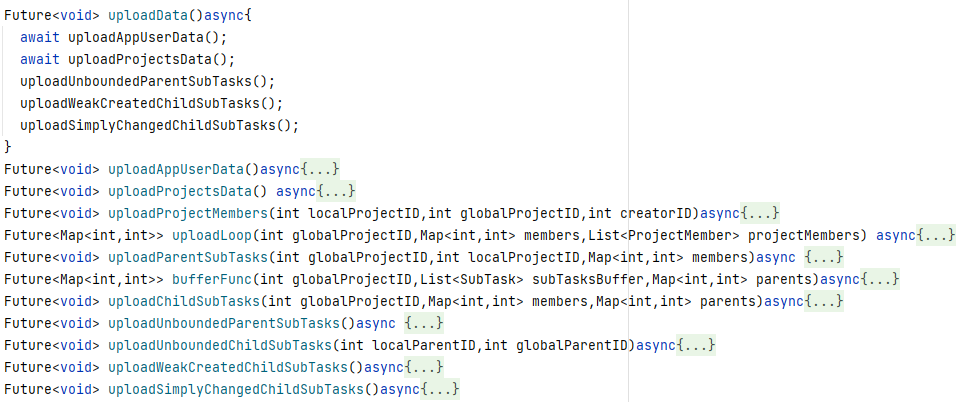 Future<void> uploadData()async{
await uploadAppUserData();
await uploadProjectsData();
uploadUnboundedParentSubTasks();
uploadWeakCreatedChildSubTasks();
uploadSimplyChangedChildSubTasks();
}
Future<void> uploadAppUserData()async{...}
Future<void> uploadProjectsData() async{...}
Future<void> uploadProjectMembers(int localProjectID,int globalProjectID,int creatorID)async{...}
Future<Map<int,int>> uploadLoop(int globalProjectID,Map<int,int> members,List<ProjectMember> projectMembers) async{...}
Future<void> uploadParentSubTasks(int globalProjectID,int localProjectID,Map<int,int> members)async {...}
Future<Map<int,int>> bufferFunc(int globalProjectID,List<SubTask> subTasksBuffer,Map<int,int> parents)async{...}
Future<void> uploadChildSubTasks(int globalProjectID,Map<int,int> members,Map<int,int> parents)async{...}
Future<void> uploadUnboundedParentSubTasks()async {...}
Future<void> uploadUnboundedChildSubTasks(int localParentID,int globalParentID)async{...}
Future<void> uploadWeakCreatedChildSubTasks()async{...}
Future<void> uploadSimplyChangedChildSubTasks()async{...}